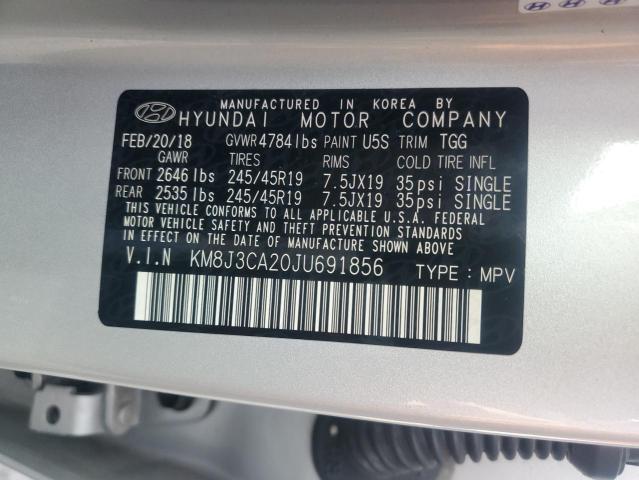 MANUFACTURED IN KOREA BY
HYUNDAI MOTOR COMPANY
FEB/20/18 GVWR 4784 lbs PAINT U5S TRIM TGG
GAWR TIRES RIMS COLD TIRE INFL
FRONT 2646 lbs 245/45R19 7.5JX19 35psi SINGLE
REAR 2535 lbs 245/45R19 7.5JX19 35psi SINGLE
THIS VEHICLE CONFORMS TO ALL APPLICABLE U.S.A. FEDERAL
MOTOR VEHICLE SAFETY, BUMPER, AND THEFT PREVENTION STANDARDS
IN EFFECT ON THE DATE OF MANUFACTURE SHOWN ABOVE.
V.I.N KM8J3CA20JU691856 TYPE : MPV